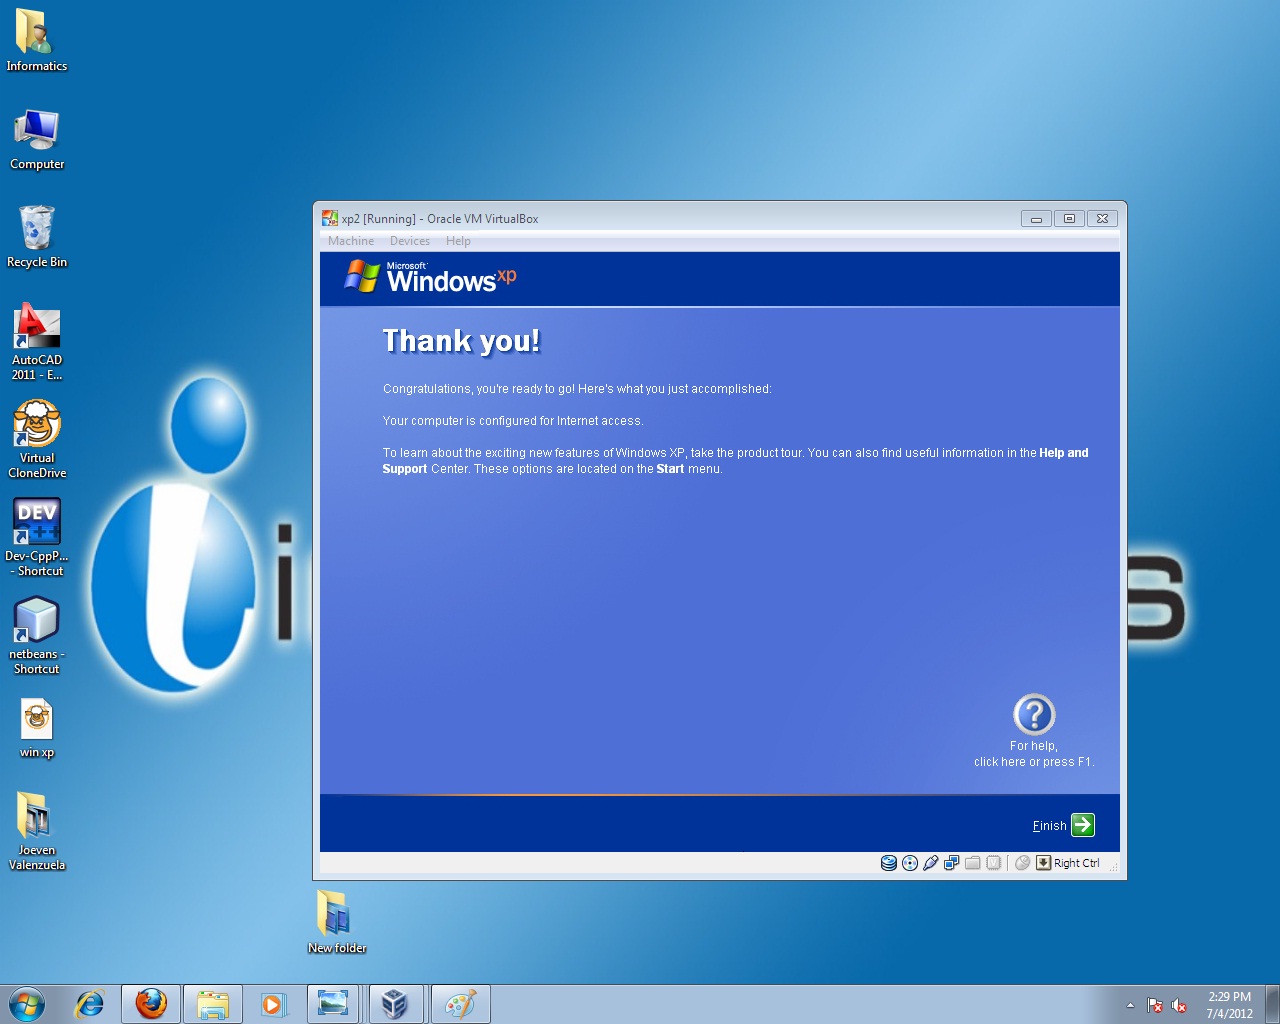 Informatics
Computer
Recycle Bin
AutoCAD
2011 - E...
Virtual
CloneDrive
DEV
C++
Dev-CppP...
- Shortcut
netbeans -
Shortcut
win xp
Joeven
Valenzuela
xp2 [Running] - Oracle VM VirtualBox
Machine Devices Help
Microsoft
Windows xp
Thank you!
Congratulations, you're ready to go! Here's what you just accomplished:
Your computer is configured for Internet access.
To learn about the exciting new features of Windows XP, take the product tour. You can also find useful information in the Help and
Support Center. These options are located on the Start menu.
For help,
click here or press F1.
Finish
Right Ctrl
New folder
2:29 PM
7/4/2012